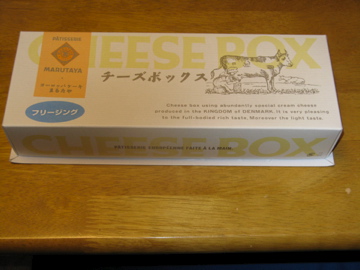 CHEESE BOX
MARUTAYA
チーズボックス
フリージング
Cheese box using abundantly special cream cheese
produced in the KINGDOM of DENMARK. it is very pleasing
to the full-bodied rich taste. Moreover the light taste.
CHEESE BOX